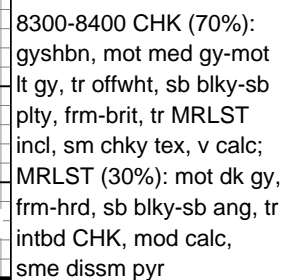 8300-8400 CHK (70%):
gyshbn, mot med gy-mot
lt gy, tr offwht, sb blky-sb
plty, frm-brit, tr MRLST
incl, sm chky tex, v calc;
MRLST (30%): mot dk gy,
frm-hrd, sb blky-sb ang, tr
intbd CHK, mod calc,
sme dissm pyr